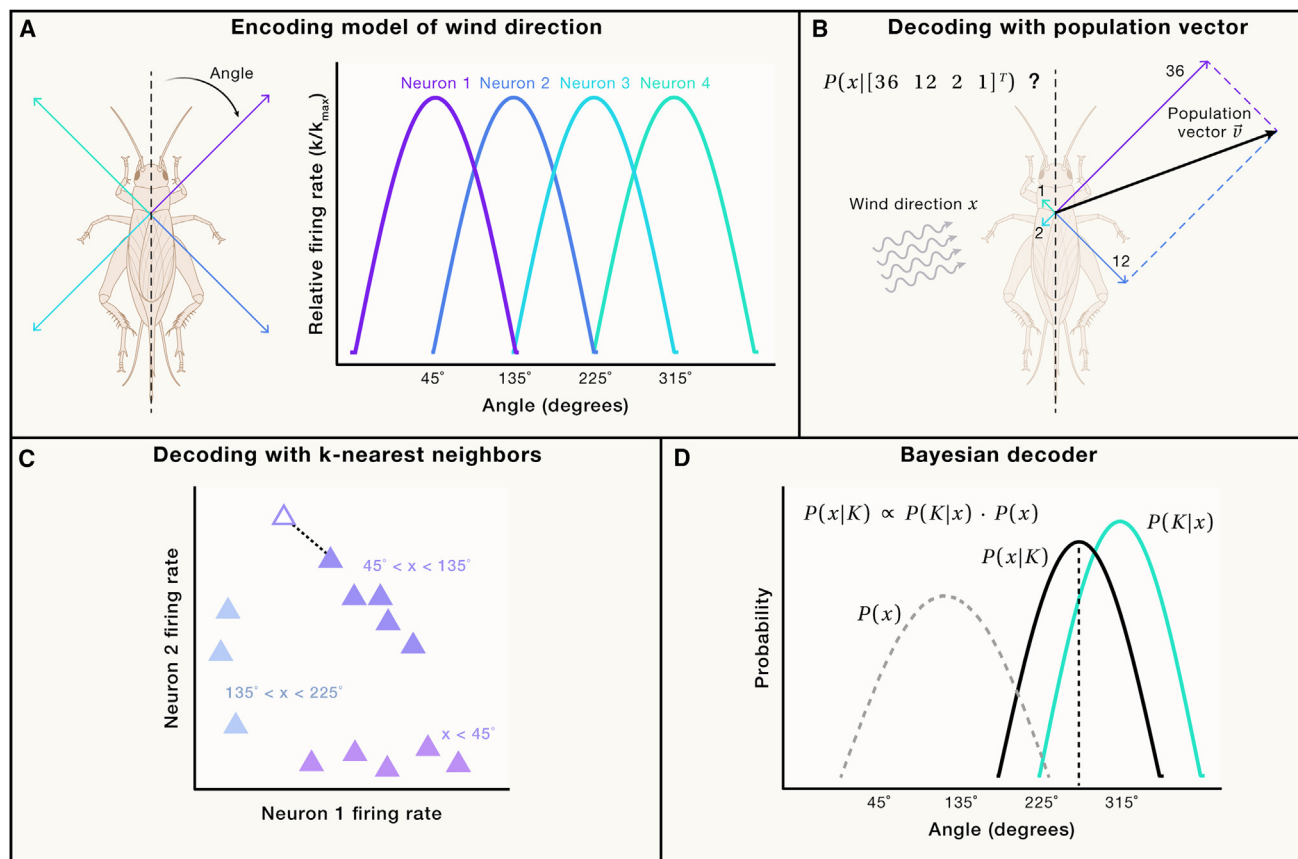 A
Encoding model of wind direction
Angle
Neuron 1 Neuron 2 Neuron 3 Neuron 4
Relative firing rate (k/k_max)
45° 135° 225° 315°
Angle (degrees)
B
Decoding with population vector
P(x|[36 12 2 1]ᵀ) ?
36
Population
vector v⃗
1
Wind direction x
2
12
C
Decoding with k-nearest neighbors
45° < x < 135°
Neuron 2 firing rate
135° < x < 225°
x < 45°
Neuron 1 firing rate
D
Bayesian decoder
P(x|K) ∝ P(K|x) · P(x)
P(K|x)
P(x|K)
P(x)
Probability
45° 135° 225° 315°
Angle (degrees)